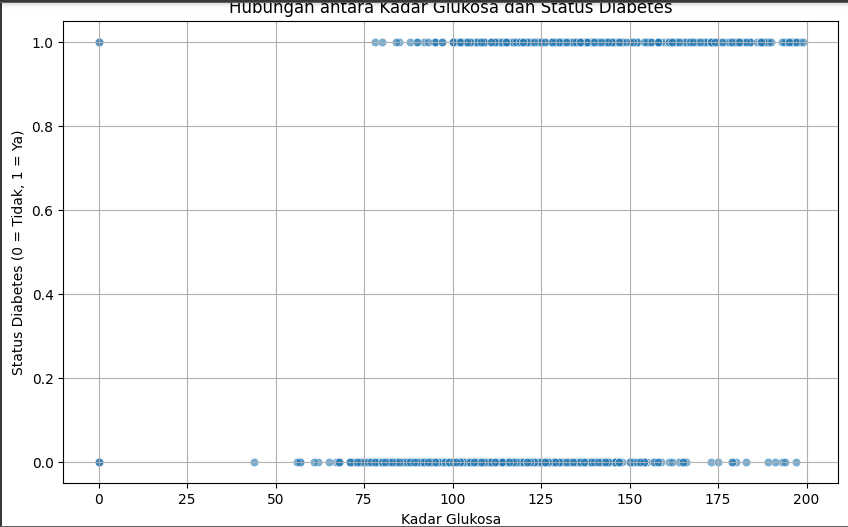 Hubungan antara Kadar Glukosa dan Status Diabetes
1.0
0.8
0.6
0.4
0.2
0.0
Status Diabetes (0 = Tidak, 1 = Ya)
0 25 50 75 100 125 150 175 200
Kadar Glukosa